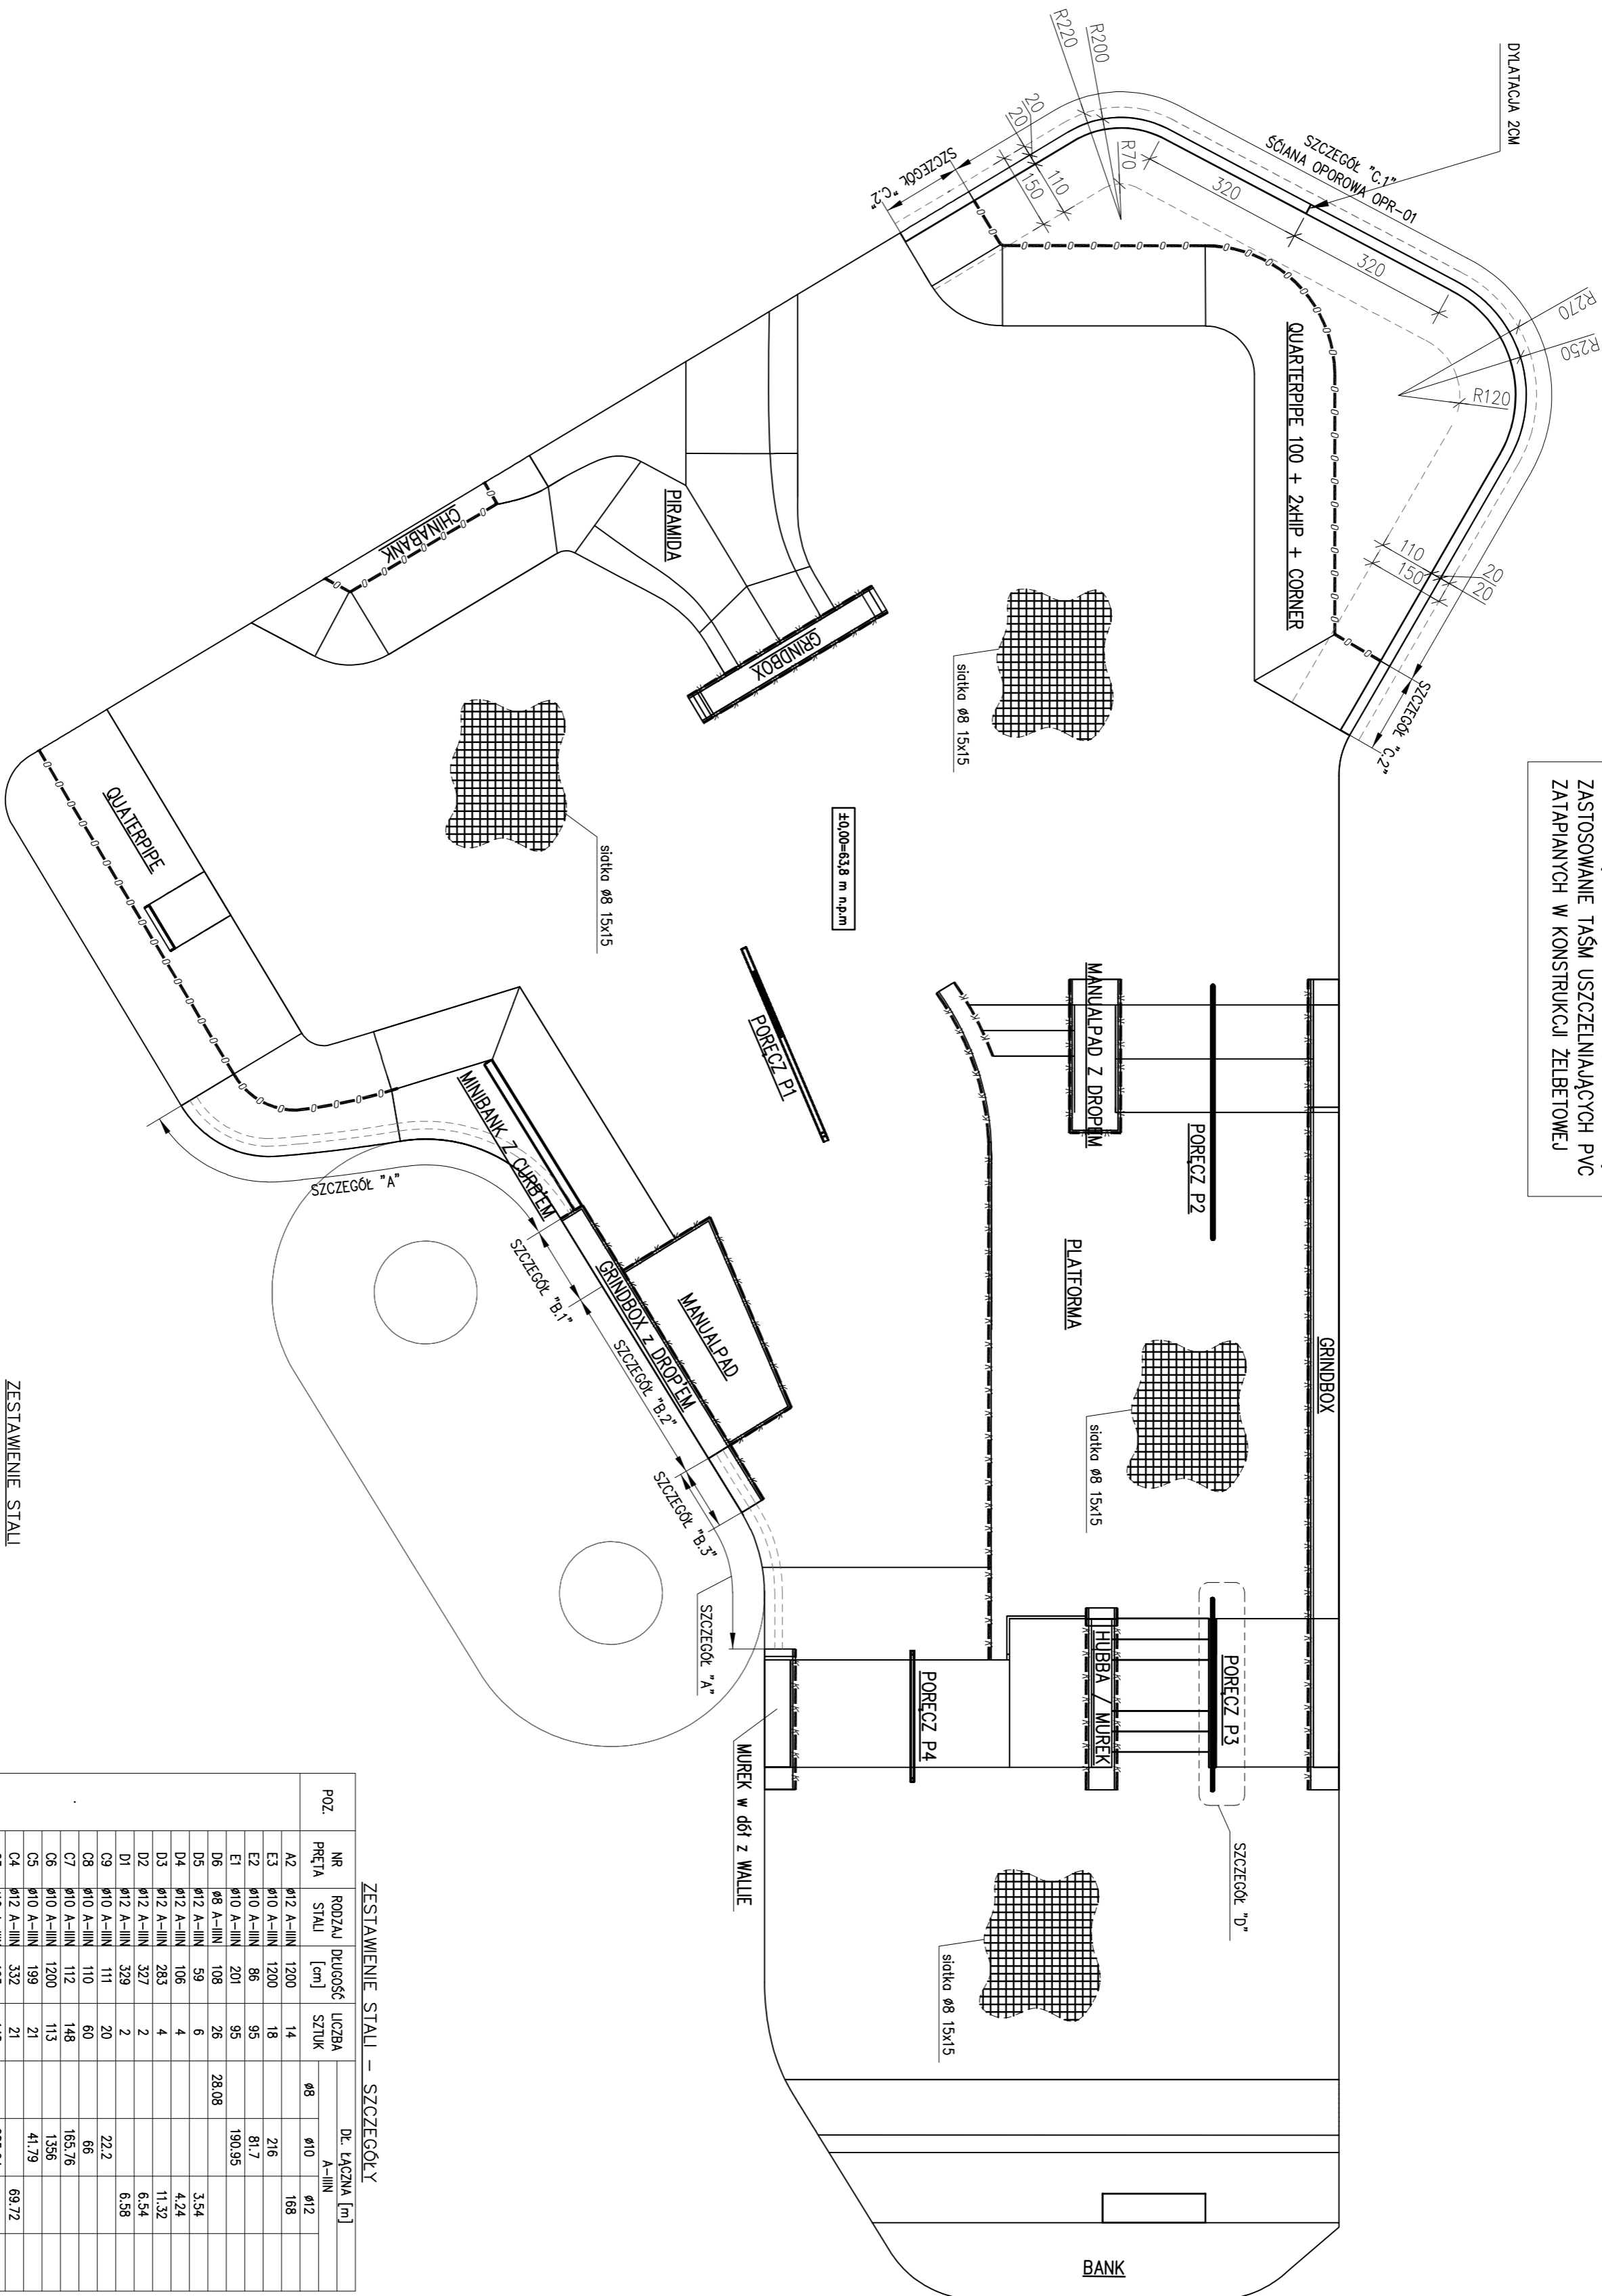 DYLATACJA 2CM
R220
R200
R70
20
20
110
150
SZCZEGÓŁ "C.2"
SZCZEGÓŁ "C.1"
ŚCIANA OPOROWA OPR-01
320
320
R270
R250
R120
QUARTERPIPE 100 + 2xHIP + CORNER
110
150
20
20
SZCZEGÓŁ "C.2"
ZASTOSOWANIE TAŚM USZCZELNIAJĄCYCH PVC
ZATAPIANYCH W KONSTRUKCJI ŻELBETOWEJ
PIRAMIDA
CHINABANK
GRINDBOX
siatka ø8 15x15
siatka ø8 15x15
±0,00=63,8 m n.p.m
QUATERPIPE
PORĘCZ P1
MANUALPAD Z DROPEM
PORĘCZ P2
PLATFORMA
GRINDBOX
siatka ø8 15x15
MINIBANK Z CURB'EM
GRINDBOX z DROP'EM
MANUALPAD
SZCZEGÓŁ "A"
SZCZEGÓŁ "B.1"
SZCZEGÓŁ "B.2"
SZCZEGÓŁ "B.3"
SZCZEGÓŁ "A"
HUBBA / MUREK
PORĘCZ P3
PORĘCZ P4
MUREK w dół z WALLIE
SZCZEGÓŁ "D"
siatka ø8 15x15
BANK
ZESTAWIENIE STALI
ZESTAWIENIE STALI - SZCZEGÓŁY
POZ. NR PRĘTA RODZAJ STALI DŁUGOŚĆ [cm] LICZBA SZTUK DŁ. ŁĄCZNA [m]
A-IIIN
ø8 ø10 ø12
A2 ø12 A-IIIN 1200 14 168
E3 ø10 A-IIIN 1200 18 216
E2 ø10 A-IIIN 86 95 81.7
E1 ø10 A-IIIN 201 95 190.95
D6 ø8 A-IIIN 108 26 28.08
D5 ø12 A-IIIN 59 6 3.54
D4 ø12 A-IIIN 106 4 4.24
D3 ø12 A-IIIN 283 4 11.32
D2 ø12 A-IIIN 327 2 6.54
D1 ø12 A-IIIN 329 2 6.58
C9 ø10 A-IIIN 111 20 22.2
C8 ø10 A-IIIN 110 60 66
C7 ø10 A-IIIN 112 148 165.76
C6 ø10 A-IIIN 1200 113 1356
C5 ø10 A-IIIN 199 21 41.79
C4 ø12 A-IIIN 332 21 69.72